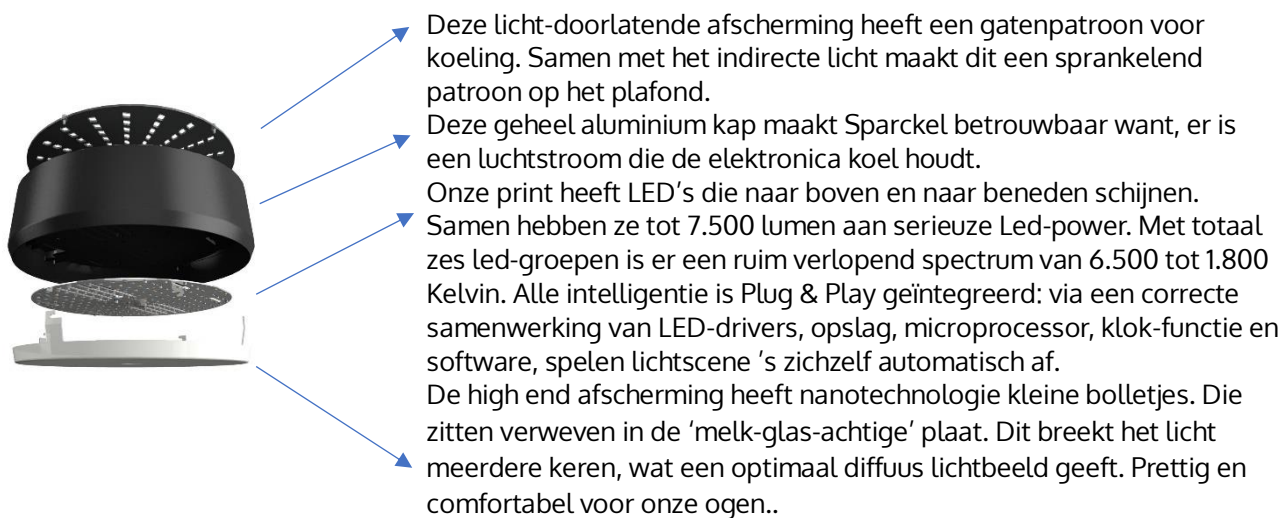 Deze licht-doorlatende afscherming heeft een gatenpatroon voor
koeling. Samen met het indirecte licht maakt dit een sprankelend
patroon op het plafond.
Deze geheel aluminium kap maakt Sparckel betrouwbaar want, er is
een luchtstroom die de elektronica koel houdt.
Onze print heeft LED’s die naar boven en naar beneden schijnen.
Samen hebben ze tot 7.500 lumen aan serieuze Led-power. Met totaal
zes led-groepen is er een ruim verlopend spectrum van 6.500 tot 1.800
Kelvin. Alle intelligentie is Plug & Play geïntegreerd: via een correcte
samenwerking van LED-drivers, opslag, microprocessor, klok-functie en
software, spelen lichtscene ’s zichzelf automatisch af.
De high end afscherming heeft nanotechnologie kleine bolletjes. Die
zitten verweven in de ‘melk-glas-achtige’ plaat. Dit breekt het licht
meerdere keren, wat een optimaal diffuus lichtbeeld geeft. Prettig en
comfortabel voor onze ogen..